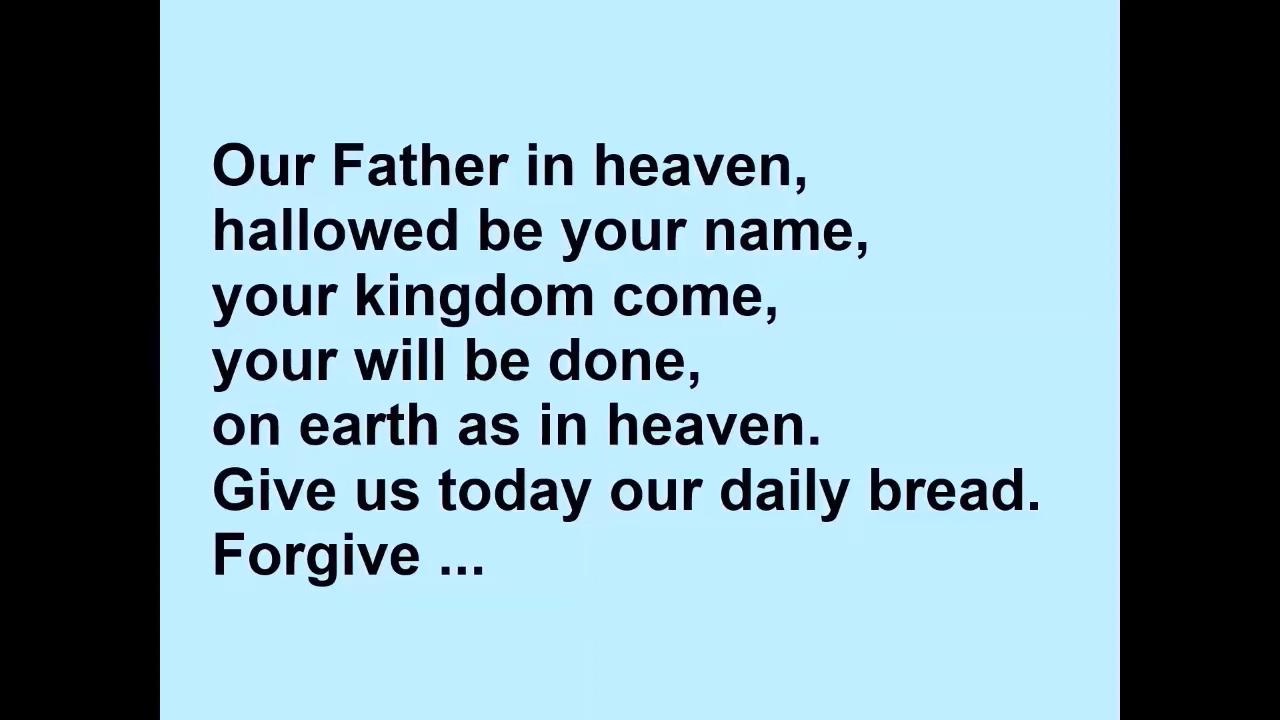 Our Father in heaven,
hallowed be your name,
your kingdom come,
your will be done,
on earth as in heaven.
Give us today our daily bread.
Forgive ...